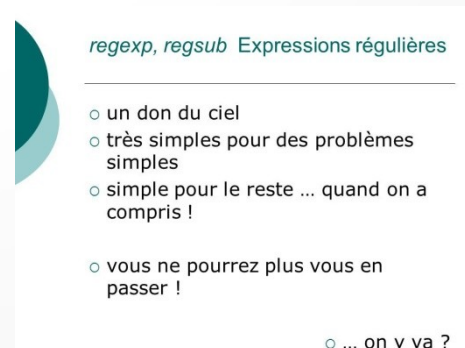 regexp, regsub Expressions régulières
un don du ciel
très simples pour des problèmes
simples
simple pour le reste ... quand on a
compris !
vous ne pourrez plus vous en
passer !
... on y va ?